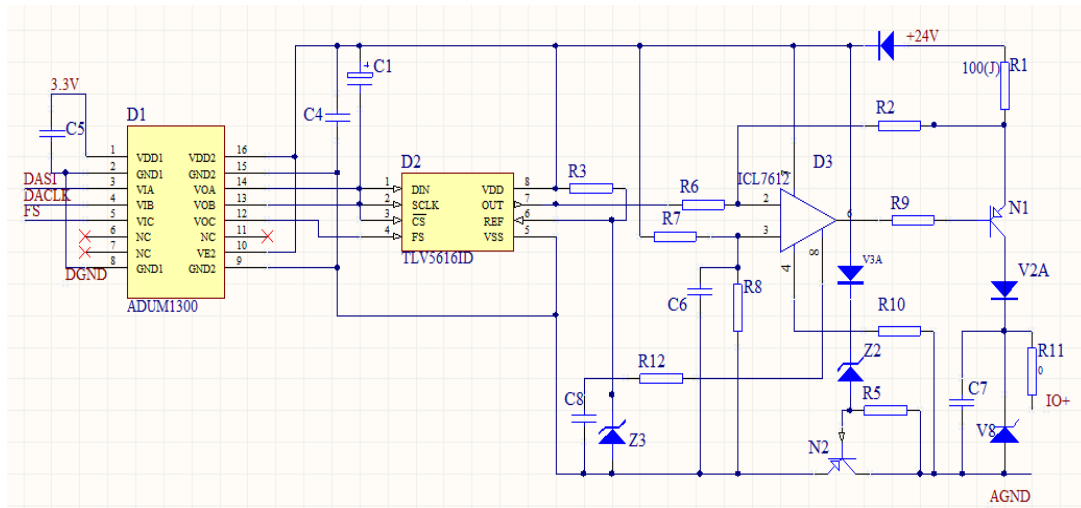 +24V
100(J)
R1
C1
3.3V
D1
C4
R2
C5
1
VDD1
VDD2
16
2
GND1
GND2
15
3
VIA
VOA
14
4
VIB
VOB
13
5
VIC
VOC
12
6
NC
NC
11
7
NC
VE2
10
8
GND1
GND2
9
DAS1
DACLK
FS
DGND
ADUM1300
D2
1
DIN
VDD
8
2
SCLK
OUT
7
3
CS
REF
6
4
FS
VSS
5
TLV5616ID
R3
R6
R7
D3
ICL7612
2
3
6
4
8
R9
N1
V3A
V2A
C6
R8
R10
R12
Z2
R11
0
C8
R5
C7
IO+
Z3
N2
V8
AGND